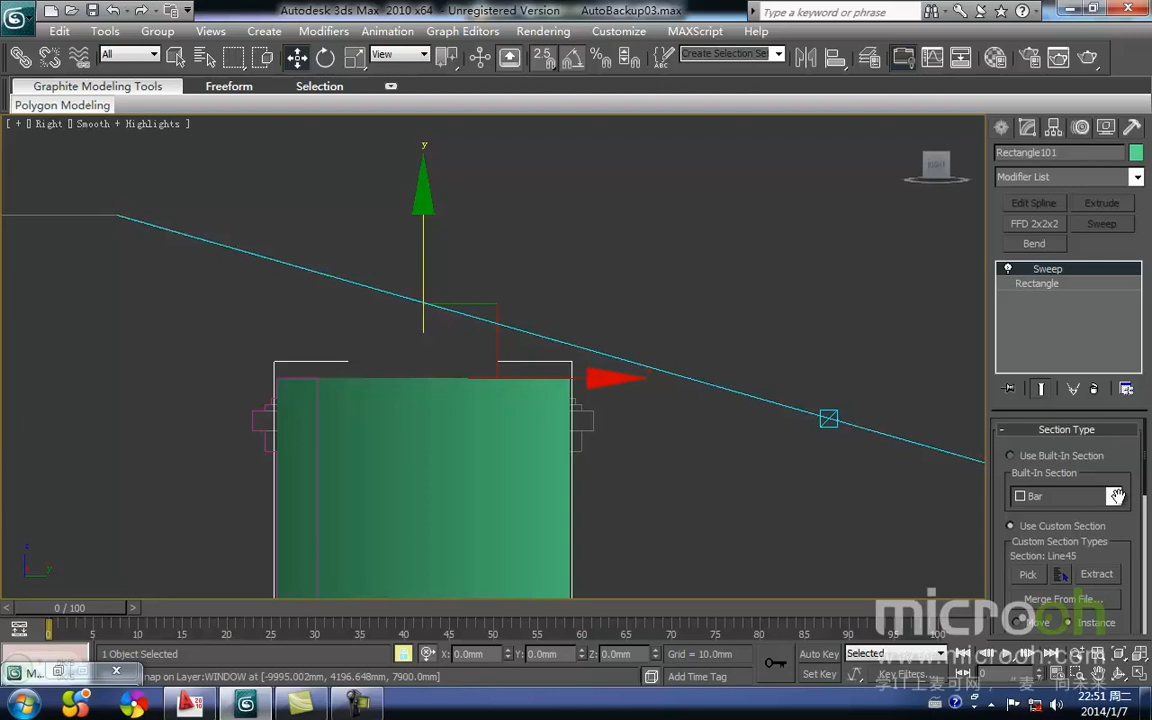 Autodesk 3ds Max 2010 x64 - Unregistered Version AutoBackup03.max
Type a keyword or phrase
Edit Tools Group Views Create Modifiers Animation Graph Editors Rendering Customize MAXScript Help
All View 2.5 Create Selection Se
Graphite Modeling Tools Freeform Selection
Polygon Modeling
[ + ] Right [] Smooth + Highlights ]
y
RIGHT
Rectangle101
Modifier List
Edit Spline Extrude
FFD 2x2x2 Sweep
Bend
Sweep
Rectangle
- Section Type
Use Built-In Section
Built-In Section
Bar
Use Custom Section
Custom Section Types
Section: Line45
Pick Extract
Merge From File...
Move Instance
microoh
www.microoh.com
0 / 100
0 5 10 15 20 25 30 35 40 45 50 55 60 65 70 75 80 85 90 95 100
1 Object Selected X: 0.0mm Y: 0.0mm Z: 0.0mm Grid = 10.0mm Auto Key Selected
nap on Layer:WINDOW at [-9995.002mm, 4196.648mm, 7900.0mm] Add Time Tag Set Key Key Filters... 0
M...
22:51 周二
2014/1/7